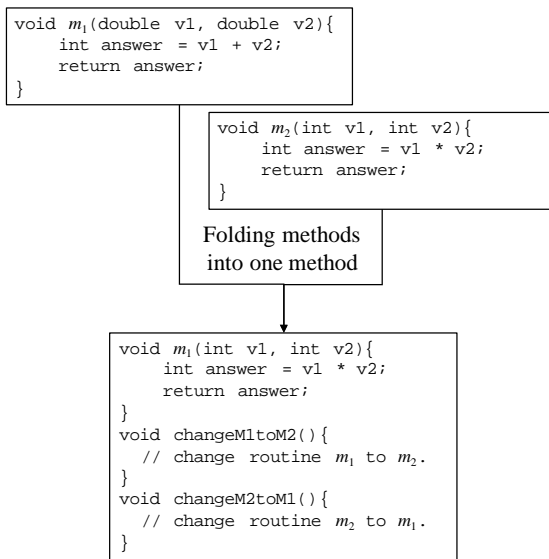 void m₁(double v1, double v2){
int answer = v1 + v2;
return answer;
}
void m₂(int v1, int v2){
int answer = v1 * v2;
return answer;
}
Folding methods
into one method
void m₁(int v1, int v2){
int answer = v1 * v2;
return answer;
}
void changeM1toM2(){
// change routine m₁ to m₂.
}
void changeM2toM1(){
// change routine m₂ to m₁.
}